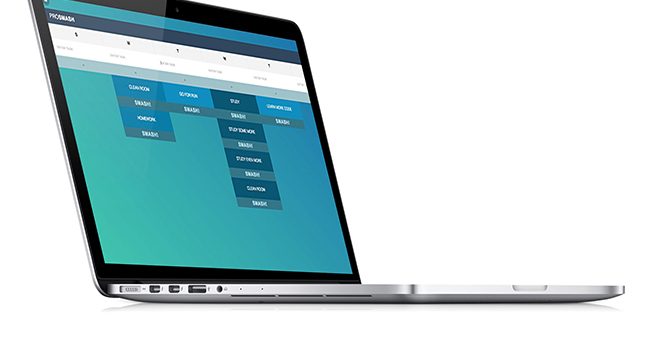 PROSMASH
S M T W T
CLEAN ROOM GO FOR RUN STUDY LEARN MORE CODE
SMASH! SMASH! SMASH! SMASH!
HOMEWORK STUDY SOME MORE
SMASH! SMASH!
STUDY EVEN MORE
SMASH!
CLEAN ROOM
SMASH!